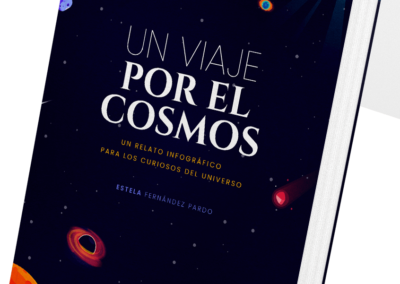 UN VIAJE
POR EL
COSMOS
UN RELATO INFOGRÁFICO
PARA LOS CURIOSOS DEL UNIVERSO
ESTELA FERNÁNDEZ PARDO